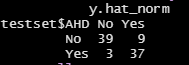 y.hat_norm
testset$AHD No Yes
No 39 9
Yes 3 37